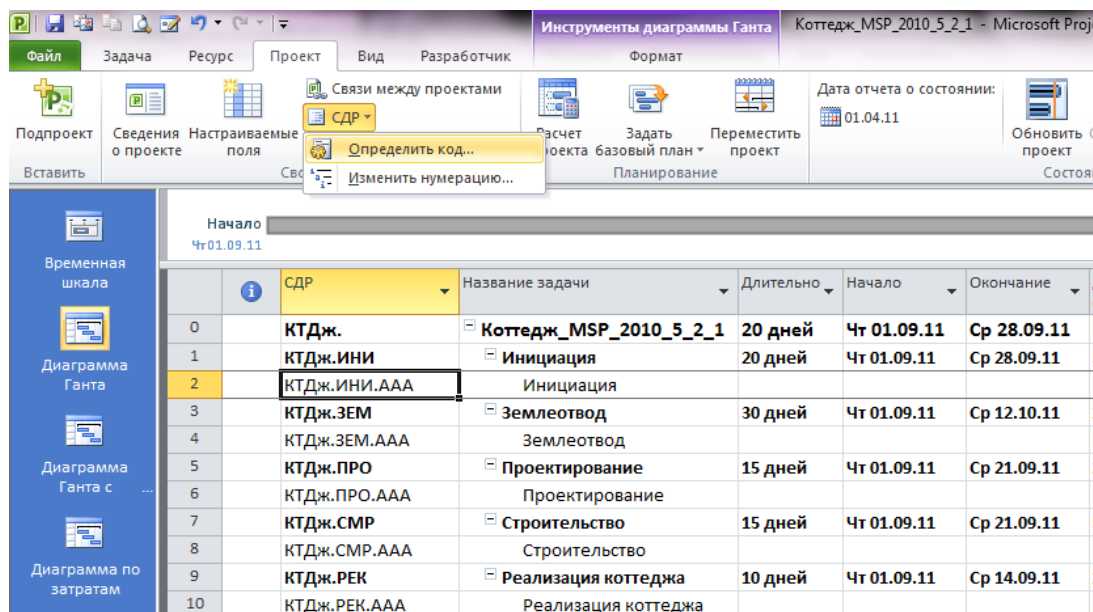 Инструменты диаграммы Ганта
Коттедж_MSP_2010_5_2_1 - Microsoft Proj
Файл Задача Ресурс Проект Вид Разработчик Формат
Подпроект
Сведения о проекте
Настраиваемые поля
Связи между проектами
СДР
Определить код...
Изменить нумерацию...
Задать базовый план
Переместить проект
Дата отчета о состоянии:
01.04.11
Обновить проект
Вставить
Планирование
Начало
Чт 01.09.11
Временная
шкала
Диаграмма
Ганта
Диаграмма
Ганта с ...
Диаграмма по
затратам
СДР Название задачи Длительно Начало Окончание
0 КТДж. Коттедж_MSP_2010_5_2_1 20 дней Чт 01.09.11 Ср 28.09.11
1 КТДж.ИНИ Инициация 20 дней Чт 01.09.11 Ср 28.09.11
2 КТДж.ИНИ.ААА Инициация
3 КТДж.ЗЕМ Землеотвод 30 дней Чт 01.09.11 Ср 12.10.11
4 КТДж.ЗЕМ.ААА Землеотвод
5 КТДж.ПРО Проектирование 15 дней Чт 01.09.11 Ср 21.09.11
6 КТДж.ПРО.ААА Проектирование
7 КТДж.СМР Строительство 15 дней Чт 01.09.11 Ср 21.09.11
8 КТДж.СМР.ААА Строительство
9 КТДж.РЕК Реализация коттеджа 10 дней Чт 01.09.11 Ср 14.09.11
10 КТДж.РЕК.ААА Реализация коттеджа